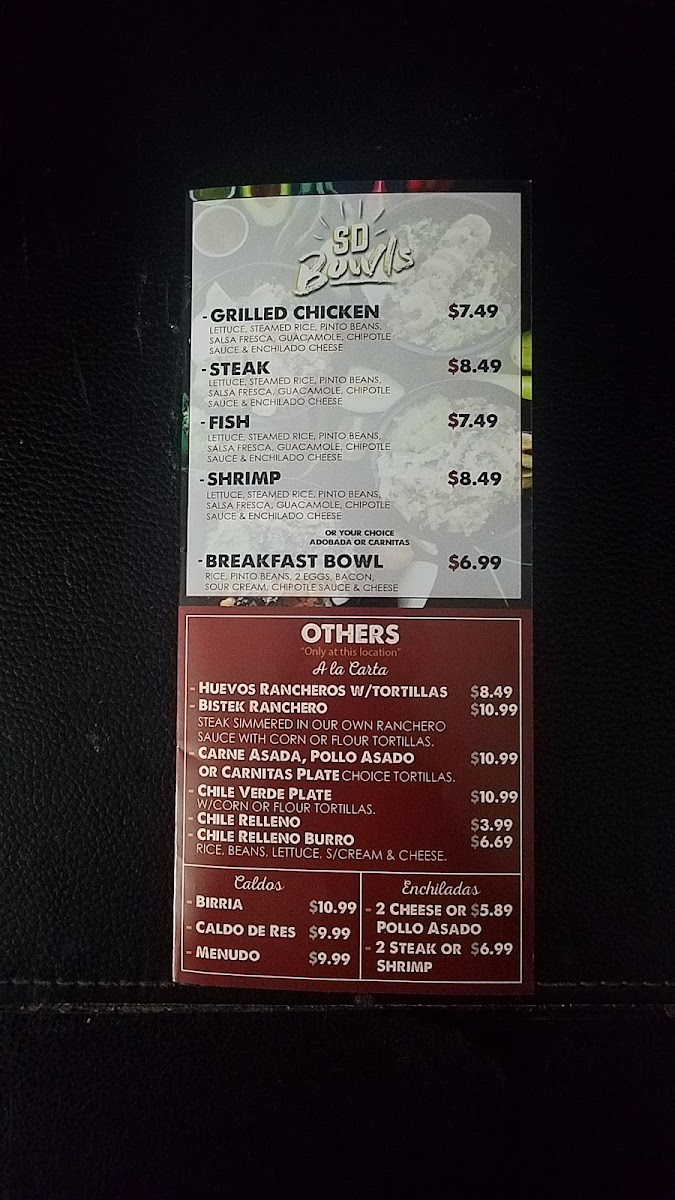 SD
Bowls
- GRILLED CHICKEN $7.49
LETTUCE, STEAMED RICE, PINTO BEANS,
SALSA FRESCA, GUACAMOLE, CHIPOTLE
SAUCE & ENCHILADO CHEESE
- STEAK $8.49
LETTUCE, STEAMED RICE, PINTO BEANS,
SALSA FRESCA, GUACAMOLE, CHIPOTLE
SAUCE & ENCHILADO CHEESE
- FISH $7.49
LETTUCE, STEAMED RICE, PINTO BEANS,
SALSA FRESCA, GUACAMOLE, CHIPOTLE
SAUCE & ENCHILADO CHEESE
- SHRIMP $8.49
LETTUCE, STEAMED RICE, PINTO BEANS,
SALSA FRESCA, GUACAMOLE, CHIPOTLE
SAUCE & ENCHILADO CHEESE
OR YOUR CHOICE
ADOBADA OR CARNITAS
- BREAKFAST BOWL $6.99
RICE, PINTO BEANS, 2 EGGS, BACON,
SOUR CREAM, CHIPOTLE SAUCE & CHEESE
OTHERS
"Only at this location"
A la Carta
- HUEVOS RANCHEROS W/TORTILLAS $8.49
- BISTEK RANCHERO $10.99
STEAK SIMMERED IN OUR OWN RANCHERO
SAUCE WITH CORN OR FLOUR TORTILLAS.
- CARNE ASADA, POLLO ASADO $10.99
OR CARNITAS PLATE CHOICE TORTILLAS.
- CHILE VERDE PLATE $10.99
W/CORN OR FLOUR TORTILLAS.
- CHILE RELLENO $3.99
- CHILE RELLENO BURRO $6.69
RICE, BEANS, LETTUCE, S/CREAM & CHEESE.
Caldos
- BIRRIA $10.99
- CALDO DE RES $9.99
- MENUDO $9.99
Enchiladas
- 2 CHEESE OR $5.89
POLLO ASADO
- 2 STEAK OR $6.99
SHRIMP